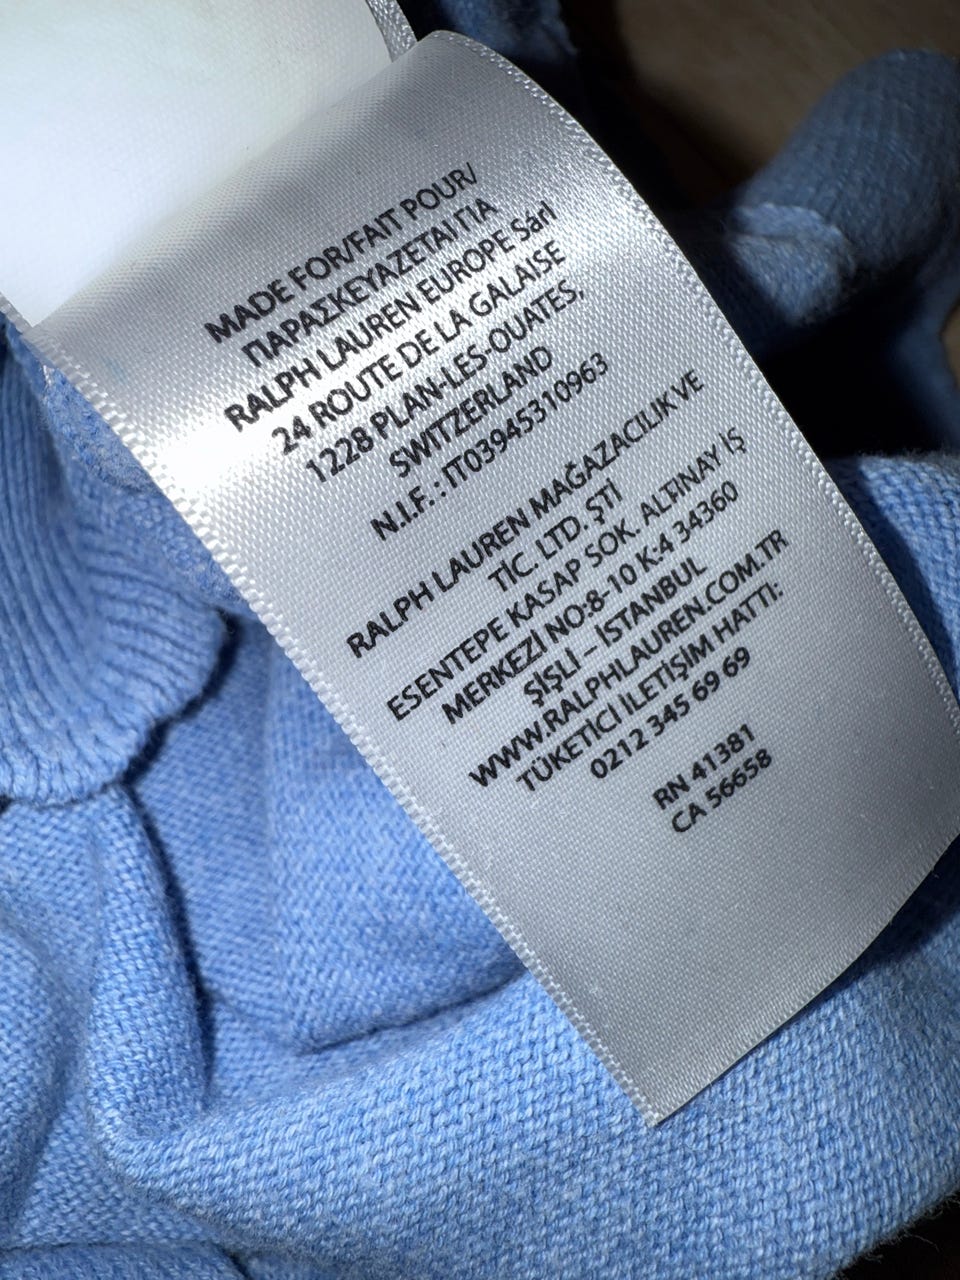 MADE FOR/FAIT POUR/
ΠΑΡΑΣΚΕΥΑΖΕΤΑΙ ΓΙΑ
RALPH LAUREN EUROPE Sàrl
24 ROUTE DE LA GALAISE
1228 PLAN-LES-OUATES,
SWITZERLAND
N.I.F. : IT03945310963
RALPH LAUREN MAĞAZACILIK VE
TİC. LTD. ŞTİ
ESENTEPE KASAP SOK. ALTINAY İŞ
MERKEZİ NO:8-10 K:4 34360
ŞİŞLİ – İSTANBUL
WWW.RALPHLAUREN.COM.TR
TÜKETİCİ İLETİŞİM HATTI:
0212 345 69 69
RN 41381
CA 56658